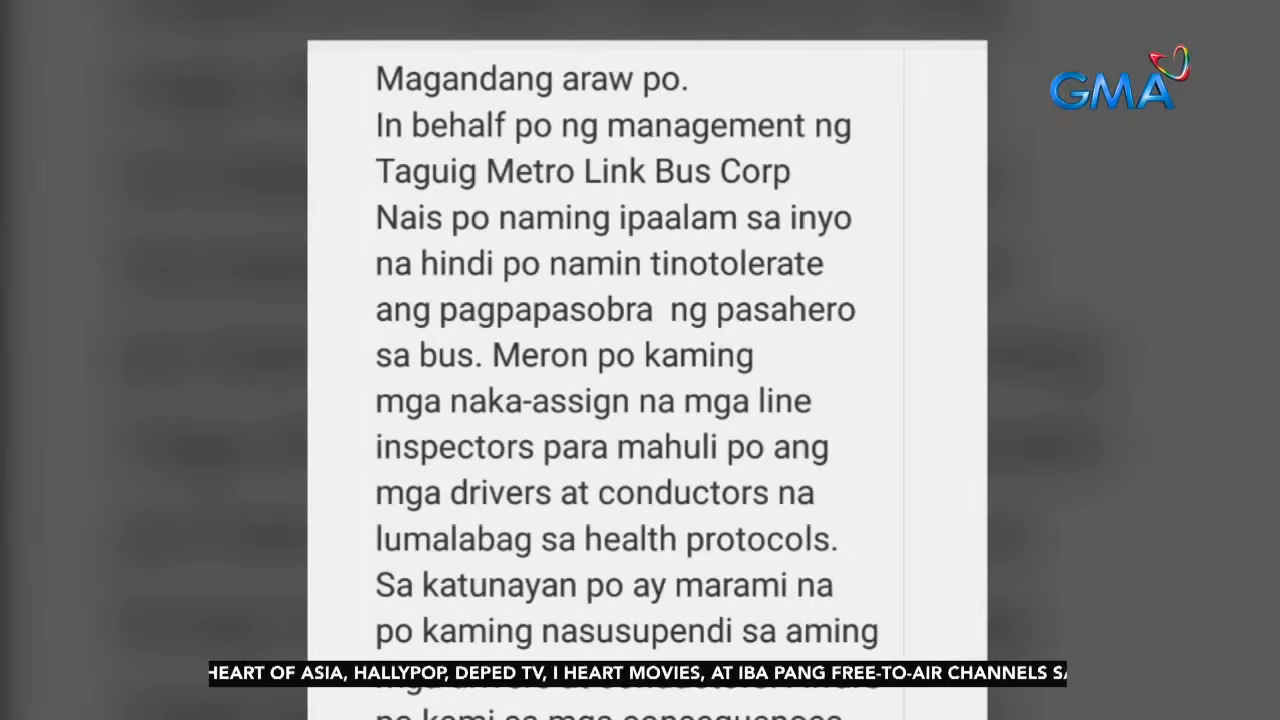 GMA
Magandang araw po.
In behalf po ng management ng
Taguig Metro Link Bus Corp
Nais po naming ipaalam sa inyo
na hindi po namin tinotolerate
ang pagpapasobra ng pasahero
sa bus. Meron po kaming
mga naka-assign na mga line
inspectors para mahuli po ang
mga drivers at conductors na
lumalabag sa health protocols.
Sa katunayan po ay marami na
po kaming nasusupendi sa aming
HEART OF ASIA, HALLYPOP, DEPED TV, I HEART MOVIES, AT IBA PANG FREE-TO-AIR CHANNELS
po kami sa mga consequences